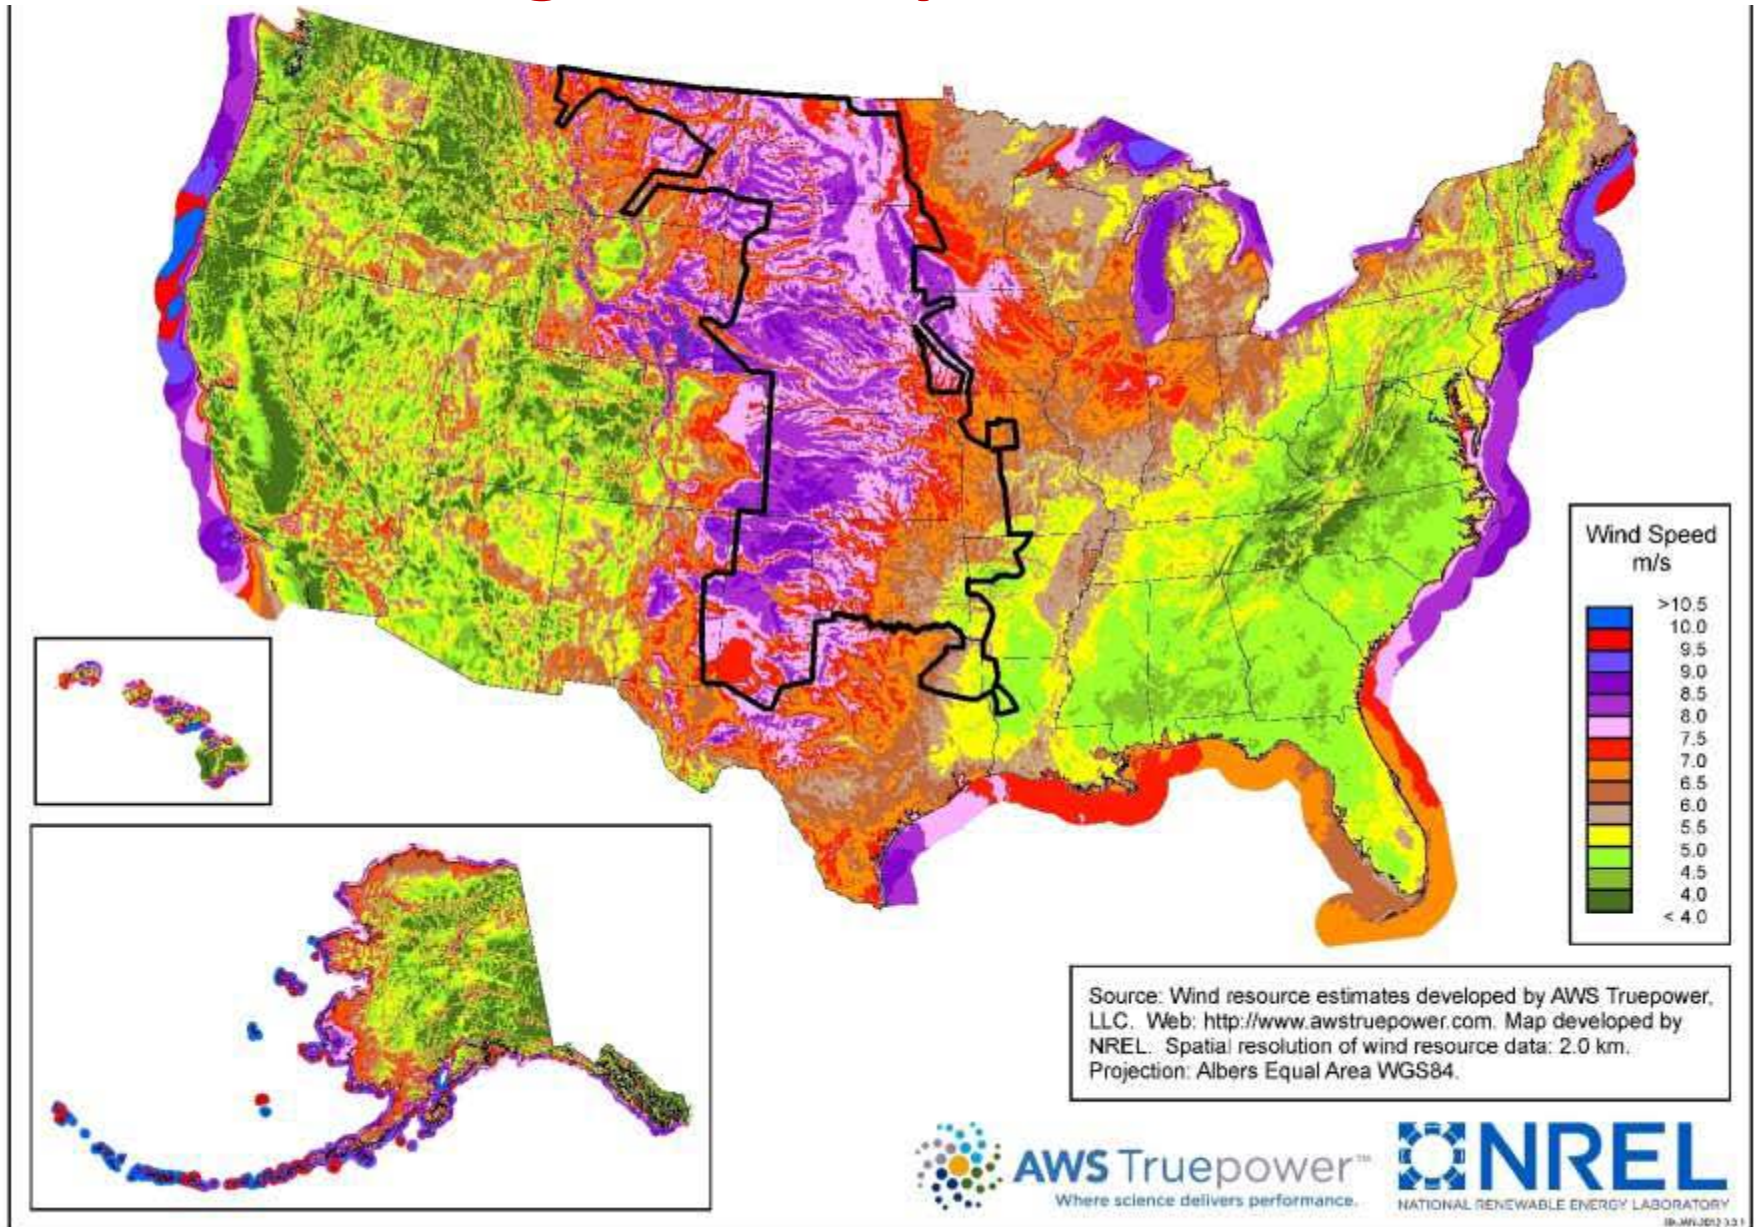 Wind Speed
m/s
>10.5
10.0
9.5
9.0
8.5
8.0
7.5
7.0
6.5
6.0
5.5
5.0
4.5
4.0
< 4.0
Source: Wind resource estimates developed by AWS Truepower,
LLC. Web: http://www.awstruepower.com. Map developed by
NREL. Spatial resolution of wind resource data: 2.0 km.
Projection: Albers Equal Area WGS84.
AWS Truepower™
Where science delivers performance.
NREL
NATIONAL RENEWABLE ENERGY LABORATORY